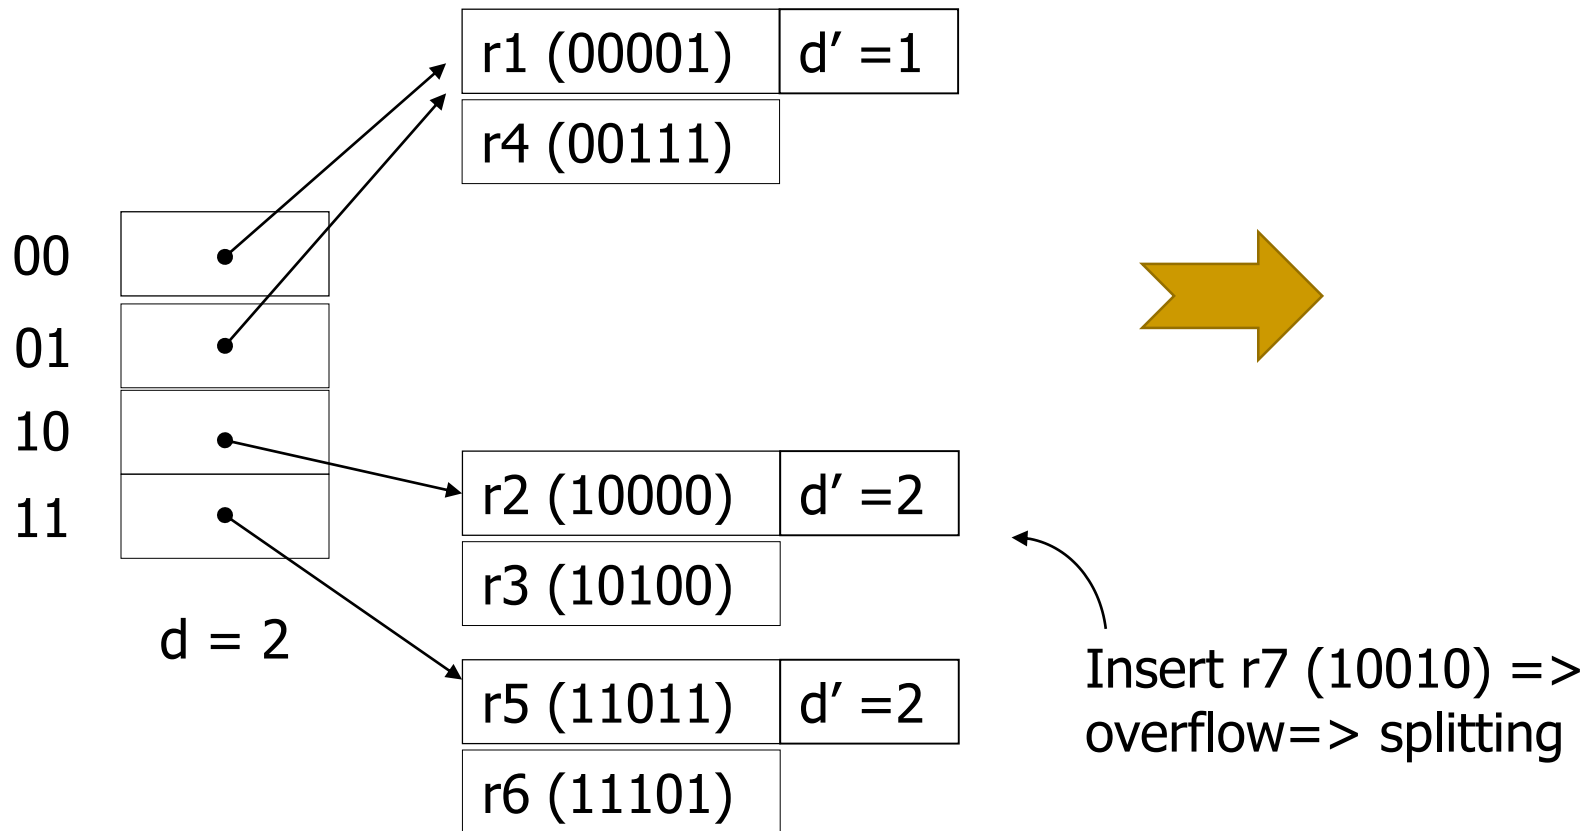 r1 (00001) d′ =1
r4 (00111)
00
01
10
11
r2 (10000) d′ =2
r3 (10100)
d = 2
Insert r7 (10010) =>
overflow=> splitting
r5 (11011) d′ =2
r6 (11101)